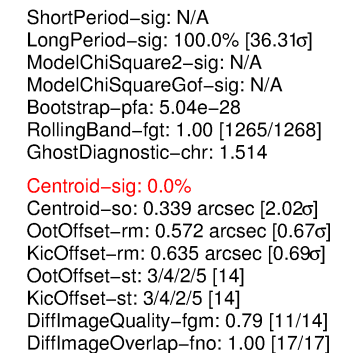 ShortPeriod−sig: N/A
LongPeriod−sig: 100.0% [36.31σ]
ModelChiSquare2−sig: N/A
ModelChiSquareGof−sig: N/A
Bootstrap−pfa: 5.04e−28
RollingBand−fgt: 1.00 [1265/1268]
GhostDiagnostic−chr: 1.514
Centroid−sig: 0.0%
Centroid−so: 0.339 arcsec [2.02σ]
OotOffset−rm: 0.572 arcsec [0.67σ]
KicOffset−rm: 0.635 arcsec [0.69σ]
OotOffset−st: 3/4/2/5 [14]
KicOffset−st: 3/4/2/5 [14]
DiffImageQuality−fgm: 0.79 [11/14]
DiffImageOverlap−fno: 1.00 [17/17]